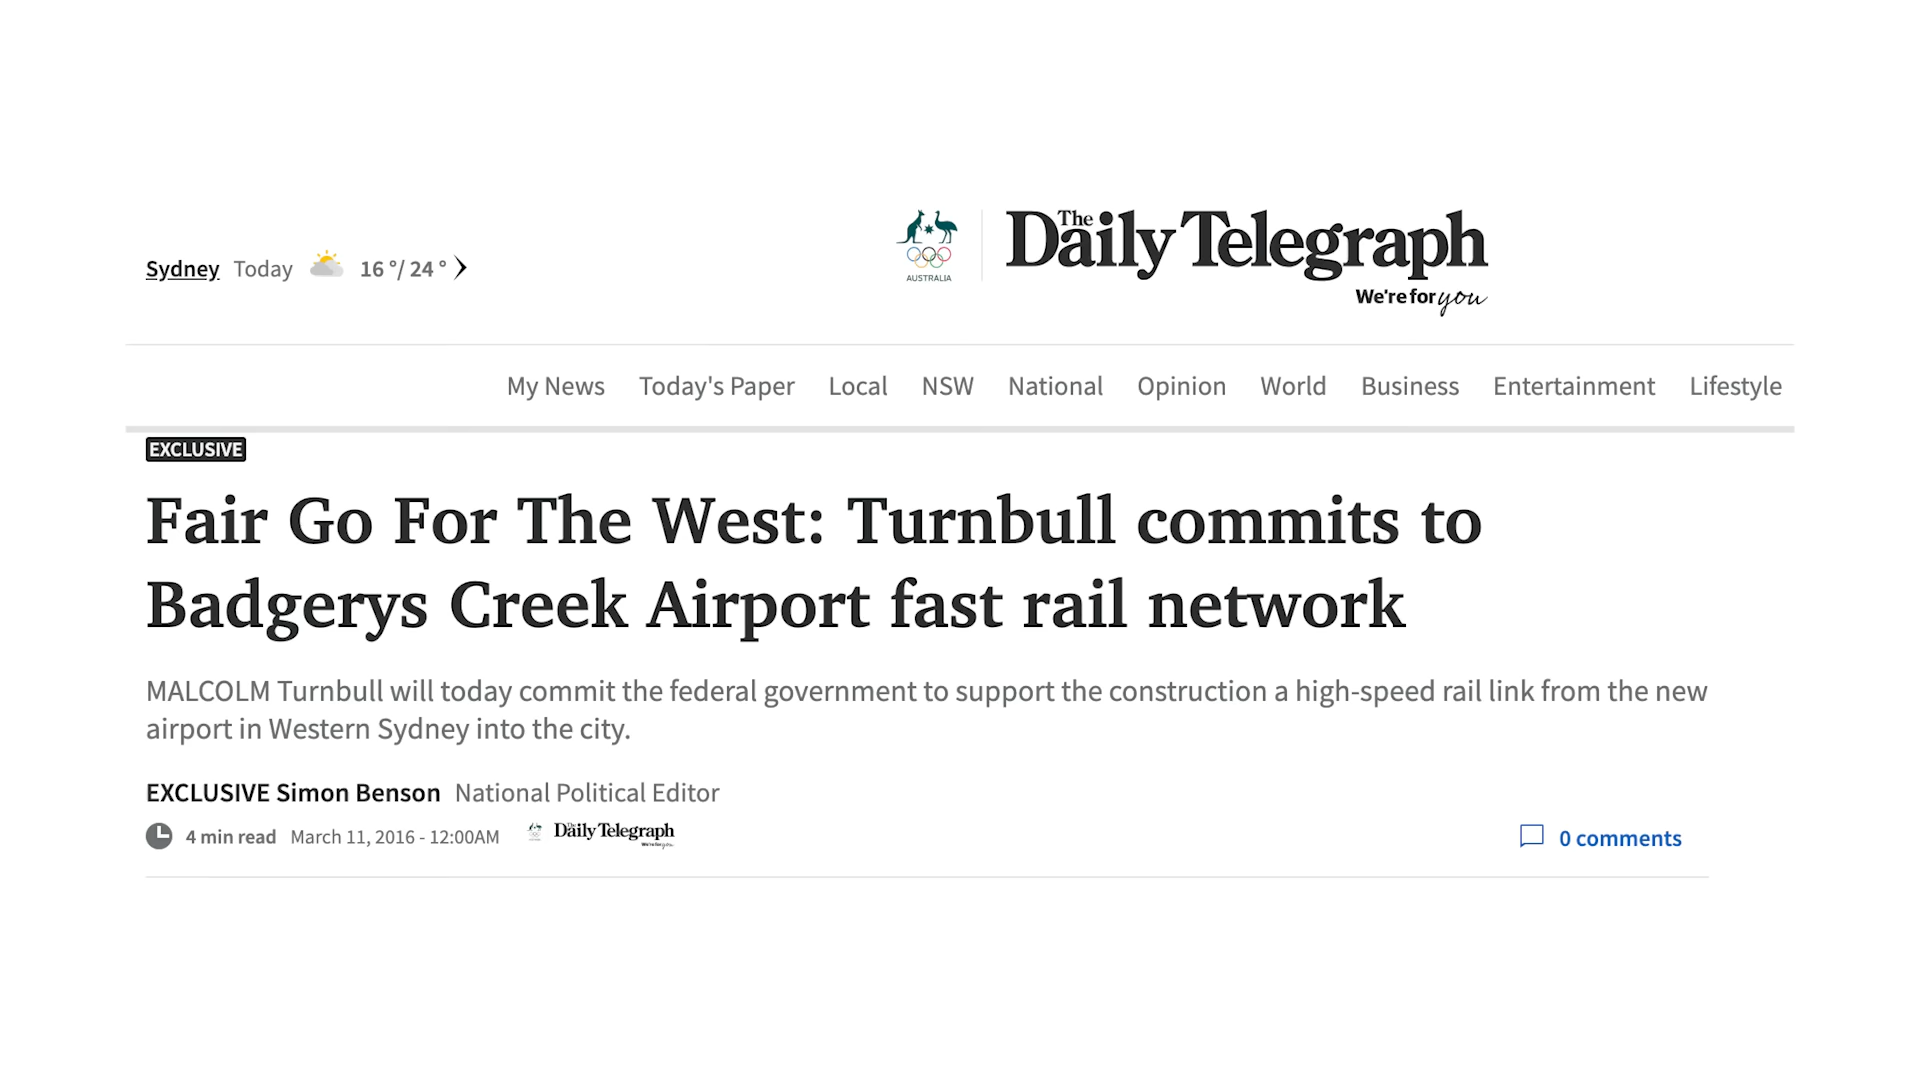 Sydney Today 16 °/ 24 °
AUSTRALIA
The Daily Telegraph
We're for you
My News Today's Paper Local NSW National Opinion World Business Entertainment Lifestyle
EXCLUSIVE
Fair Go For The West: Turnbull commits to
Badgerys Creek Airport fast rail network
MALCOLM Turnbull will today commit the federal government to support the construction a high-speed rail link from the new
airport in Western Sydney into the city.
EXCLUSIVE Simon Benson National Political Editor
4 min read March 11, 2016 - 12:00AM The Daily Telegraph
We're for you
0 comments